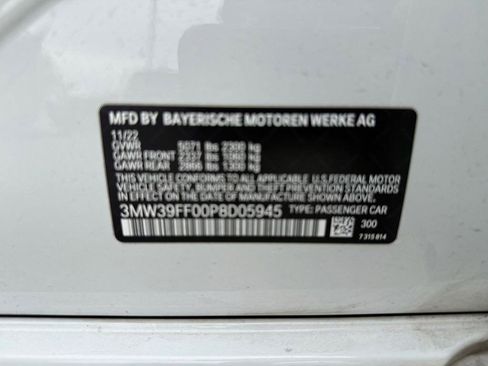 MFD BY BAYERISCHE MOTOREN WERKE AG
11/22
GVWR 5071 lbs 2300 kg
GAWR FRONT 2337 lbs 1060 kg
GAWR REAR 2866 lbs 1300 kg
THIS VEHICLE CONFORMS TO ALL APPLICABLE U.S. FEDERAL MOTOR
VEHICLE SAFETY, BUMPER AND THEFT PREVENTION STANDARDS
IN EFFECT ON THE DATE OF MANUFACTURE SHOWN ABOVE.
3MW39FF00P8D05945 TYPE: PASSENGER CAR
300
7 315 814